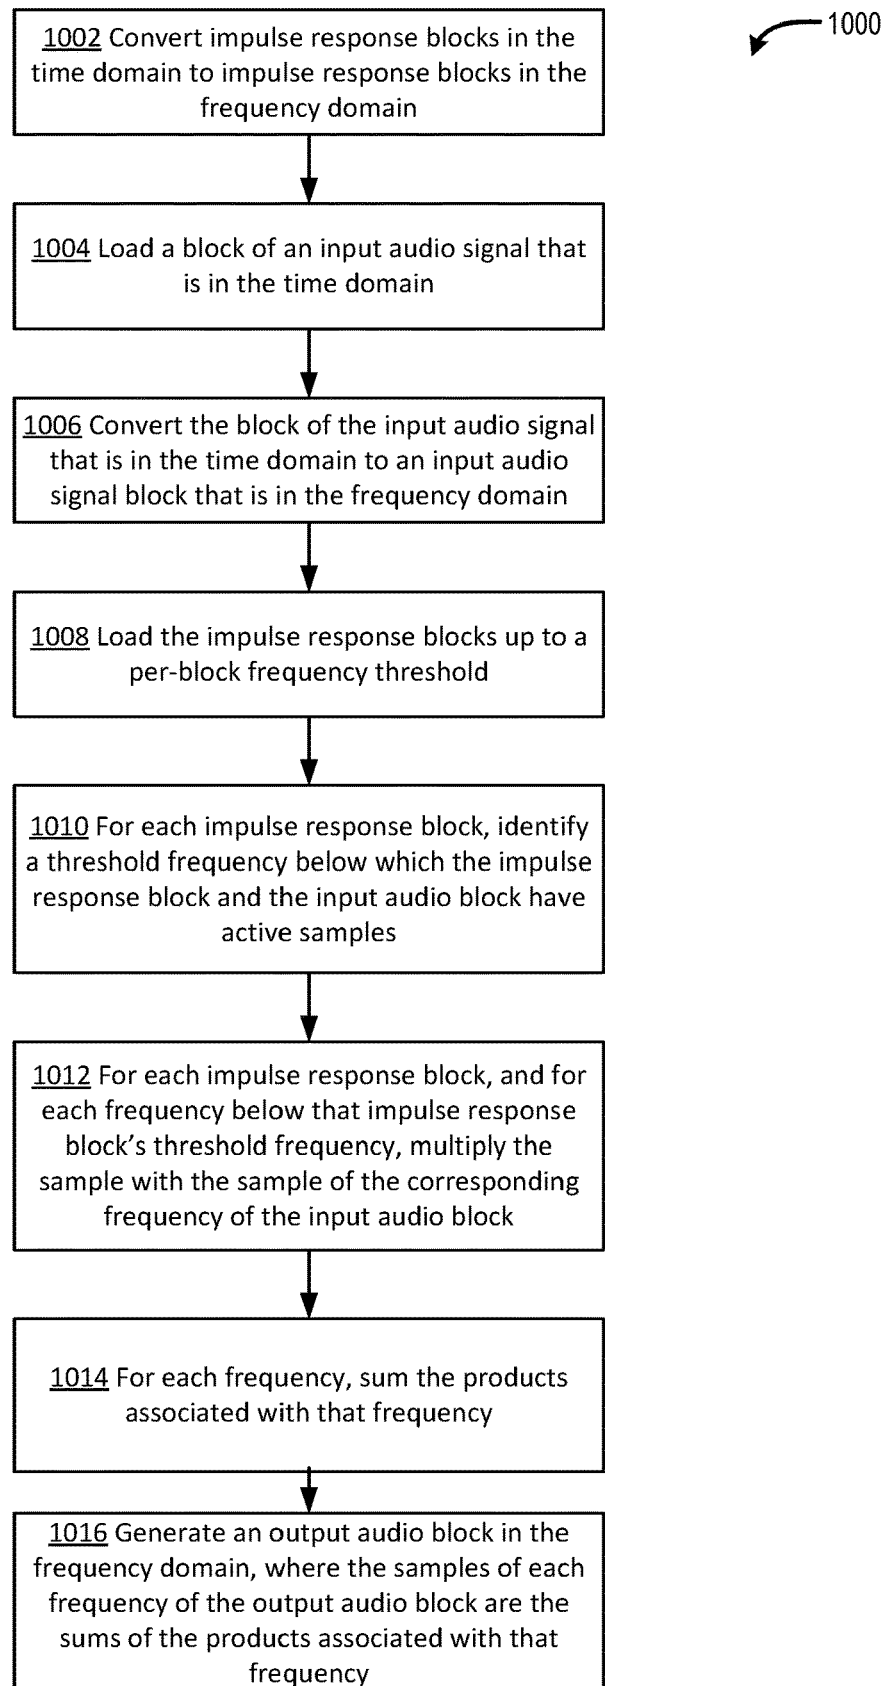 1000
1002 Convert impulse response blocks in the
time domain to impulse response blocks in the
frequency domain
1004 Load a block of an input audio signal that
is in the time domain
1006 Convert the block of the input audio signal
that is in the time domain to an input audio
signal block that is in the frequency domain
1008 Load the impulse response blocks up to a
per-block frequency threshold
1010 For each impulse response block, identify
a threshold frequency below which the impulse
response block and the input audio block have
active samples
1012 For each impulse response block, and for
each frequency below that impulse response
block’s threshold frequency, multiply the
sample with the sample of the corresponding
frequency of the input audio block
1014 For each frequency, sum the products
associated with that frequency
1016 Generate an output audio block in the
frequency domain, where the samples of each
frequency of the output audio block are the
sums of the products associated with that
frequency